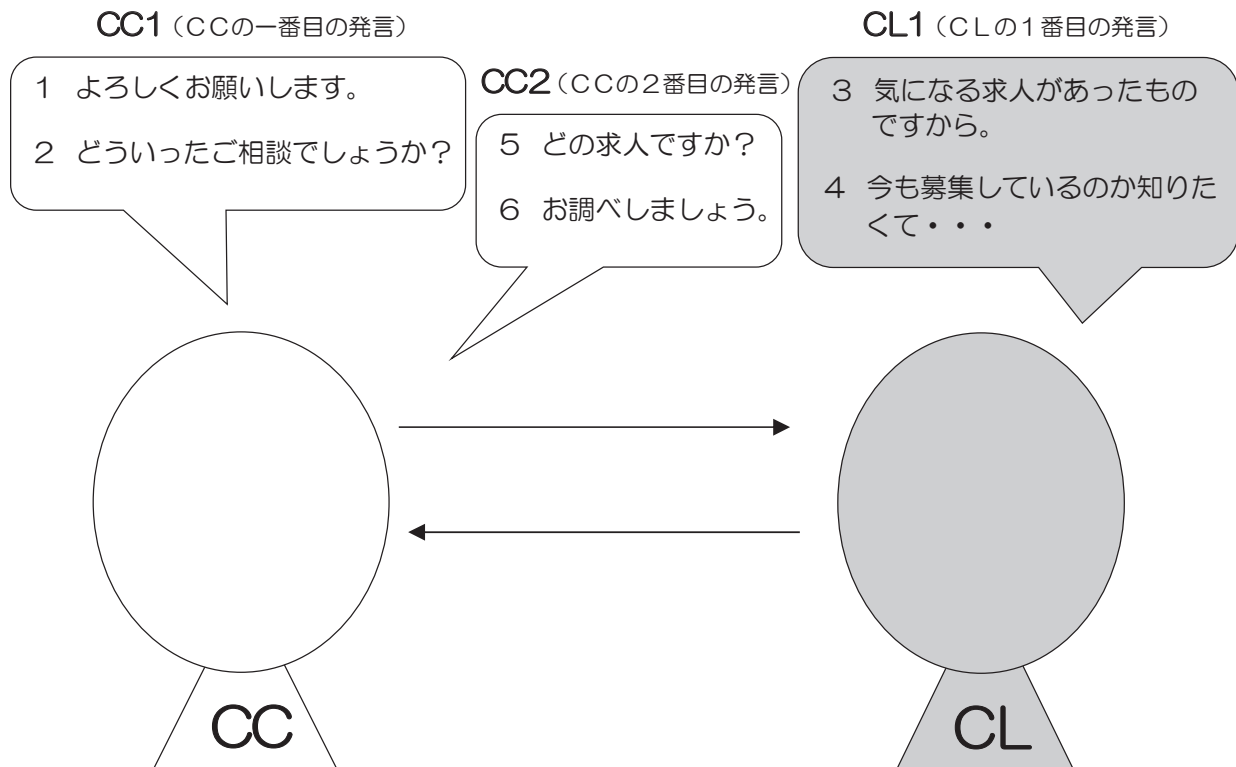 CC1（ＣＣの一番目の発言）
１　よろしくお願いします。
２　どういったご相談でしょうか？
CC2（ＣＣの２番目の発言）
５　どの求人ですか？
６　お調べしましょう。
CL1（ＣＬの１番目の発言）
３　気になる求人があったもの
ですから。
４　今も募集しているのか知りた
くて・・・
CC
CL